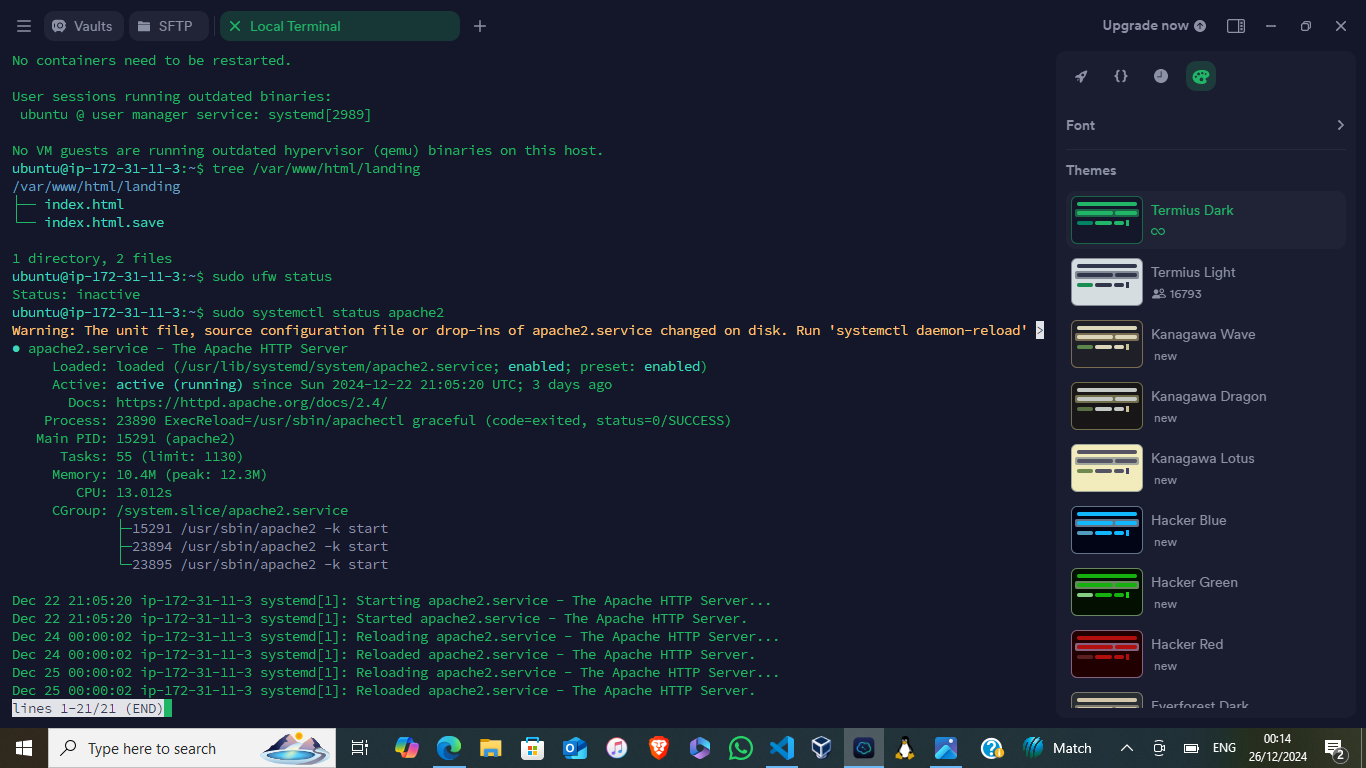 Vaults
SFTP
Local Terminal
Upgrade now
No containers need to be restarted.
User sessions running outdated binaries:
ubuntu @ user manager service: systemd[2989]
No VM guests are running outdated hypervisor (qemu) binaries on this host.
ubuntu@ip-172-31-11-3:~$ tree /var/www/html/landing
/var/www/html/landing
├── index.html
└── index.html.save
1 directory, 2 files
ubuntu@ip-172-31-11-3:~$ sudo ufw status
Status: inactive
ubuntu@ip-172-31-11-3:~$ sudo systemctl status apache2
Warning: The unit file, source configuration file or drop-ins of apache2.service changed on disk. Run 'systemctl daemon-reload' >
● apache2.service - The Apache HTTP Server
Loaded: loaded (/usr/lib/systemd/system/apache2.service; enabled; preset: enabled)
Active: active (running) since Sun 2024-12-22 21:05:20 UTC; 3 days ago
Docs: https://httpd.apache.org/docs/2.4/
Process: 23890 ExecReload=/usr/sbin/apachectl graceful (code=exited, status=0/SUCCESS)
Main PID: 15291 (apache2)
Tasks: 55 (limit: 1130)
Memory: 10.4M (peak: 12.3M)
CPU: 13.012s
CGroup: /system.slice/apache2.service
├─15291 /usr/sbin/apache2 -k start
├─23894 /usr/sbin/apache2 -k start
└─23895 /usr/sbin/apache2 -k start
Dec 22 21:05:20 ip-172-31-11-3 systemd[1]: Starting apache2.service - The Apache HTTP Server...
Dec 22 21:05:20 ip-172-31-11-3 systemd[1]: Started apache2.service - The Apache HTTP Server.
Dec 24 00:00:02 ip-172-31-11-3 systemd[1]: Reloading apache2.service - The Apache HTTP Server...
Dec 24 00:00:02 ip-172-31-11-3 systemd[1]: Reloaded apache2.service - The Apache HTTP Server.
Dec 25 00:00:02 ip-172-31-11-3 systemd[1]: Reloading apache2.service - The Apache HTTP Server...
Dec 25 00:00:02 ip-172-31-11-3 systemd[1]: Reloaded apache2.service - The Apache HTTP Server.
lines 1-21/21 (END)
{}
Font
Themes
Termius Dark
∞
Termius Light
16793
Kanagawa Wave
new
Kanagawa Dragon
new
Kanagawa Lotus
new
Hacker Blue
new
Hacker Green
new
Hacker Red
new
Everforest Dark
Type here to search
Match
ENG
00:14
26/12/2024
2